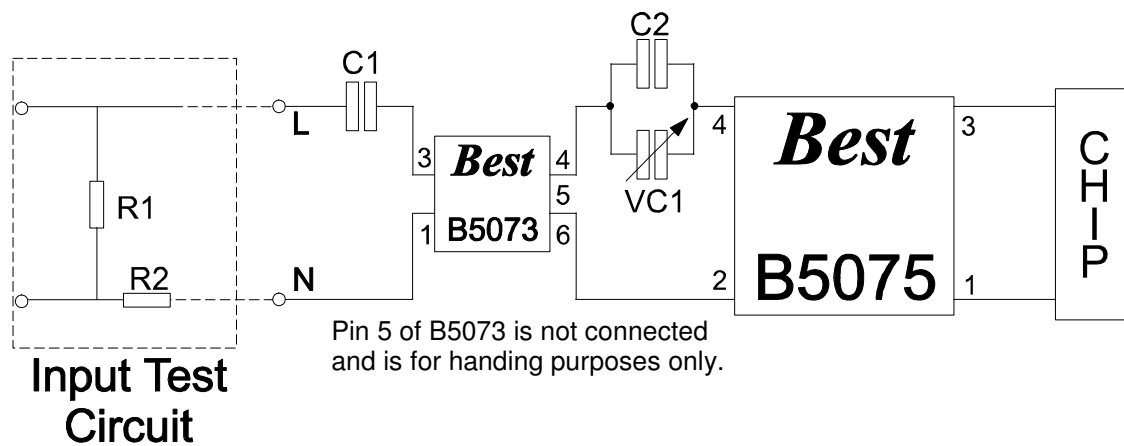 C2
C1
L
4
3
Best
3
4
Best
C
H
I
P
R1
5
VC1
1
B5073
6
R2
N
2
B5075
1
Pin 5 of B5073 is not connected
and is for handing purposes only.
Input Test
Circuit